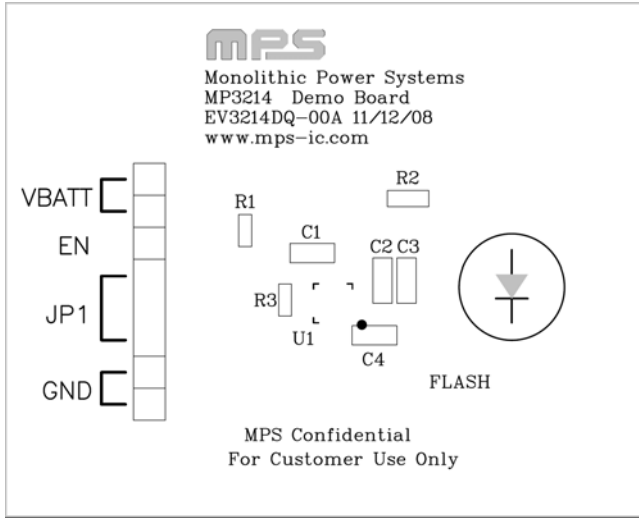 mps
Monolithic Power Systems
MP3214 Demo Board
EV3214DQ-00A 11/12/08
www.mps-ic.com
VBATT
EN
JP1
GND
R1
R2
C1
C2 C3
R3
U1
C4
FLASH
MPS Confidential
For Customer Use Only